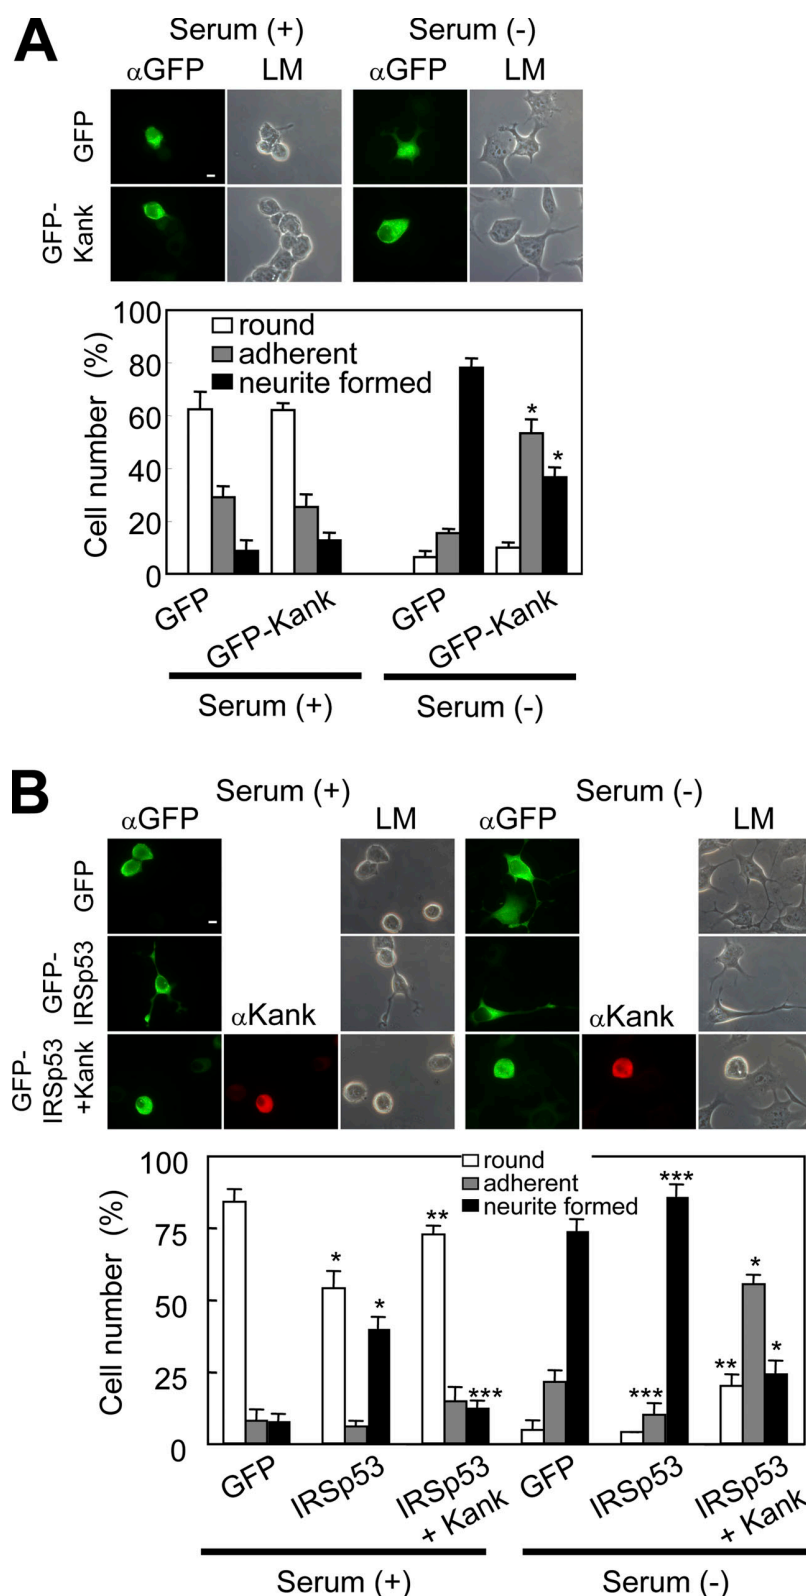 A
Serum (+) Serum (-)
αGFP LM αGFP LM
GFP
GFP-
Kank
Cell number (%)
100
80
60
40
20
0
round
adherent
neurite formed
*
*
GFP GFP-Kank GFP GFP-Kank
Serum (+) Serum (-)
B
Serum (+) Serum (-)
αGFP LM αGFP LM
GFP
GFP-
IRSp53
αKank αKank
GFP-
IRSp53
+Kank
Cell number (%)
100
75
50
25
0
round
adherent
neurite formed
* * ** *** *** *** ** * *
GFP IRSp53 IRSp53 GFP IRSp53 IRSp53
+ Kank + Kank
Serum (+) Serum (-)